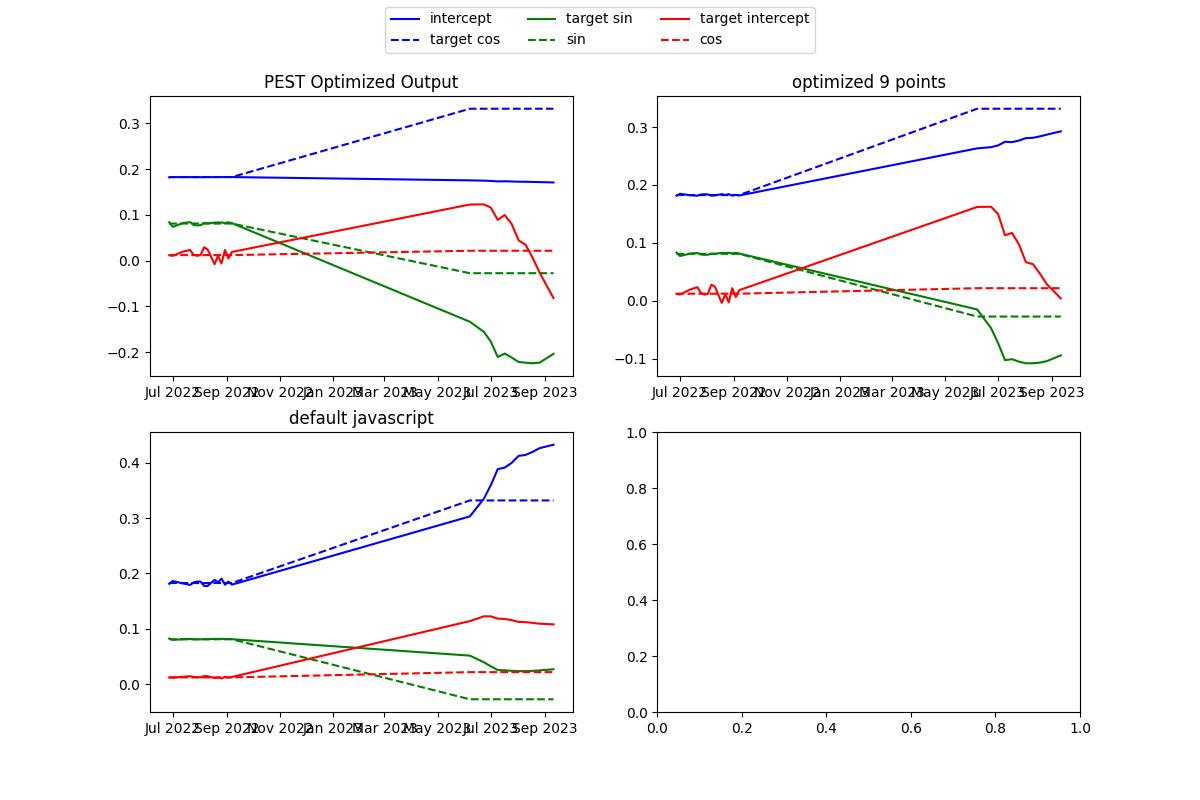 intercept target sin target intercept
target cos sin cos
PEST Optimized Output
0.3
0.2
0.1
0.0
−0.1
−0.2
Jul 2022 Sep 2022 Nov 2022 Jan 2023 Mar 2023 May 2023 Jul 2023 Sep 2023
optimized 9 points
0.3
0.2
0.1
0.0
−0.1
Jul 2022 Sep 2022 Nov 2022 Jan 2023 Mar 2023 May 2023 Jul 2023 Sep 2023
default javascript
0.4
0.3
0.2
0.1
0.0
Jul 2022 Sep 2022 Nov 2022 Jan 2023 Mar 2023 May 2023 Jul 2023 Sep 2023
1.0
0.8
0.6
0.4
0.2
0.0
0.0 0.2 0.4 0.6 0.8 1.0